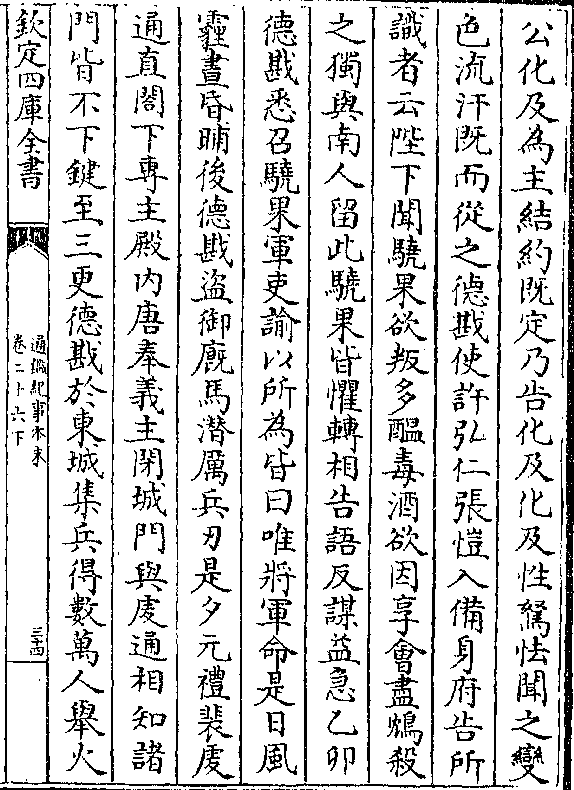 公化及為主結約既定乃告化及化及性駑怯聞之變
色流汗既而從之德戡使許弘仁張愷入備身府告所
識者云陛下聞驍果欲叛多醖毒酒欲因享會盡鴆殺
之獨與南人留此驍果皆懼轉相告語反謀益急乙卯
德戡悉召驍果軍吏諭以所為皆曰唯將軍命是日風
霾晝昏晡後德戡盜御廐馬潛厲兵刃是夕元禮裴䖍
通直閤下專主殿内唐奉義主閉城門與䖍通相知諸
門皆不下鍵至三更德戡於東城集兵得數萬人舉火
欽定四庫全書
通鑑紀事本末
卷二十六下
三十四